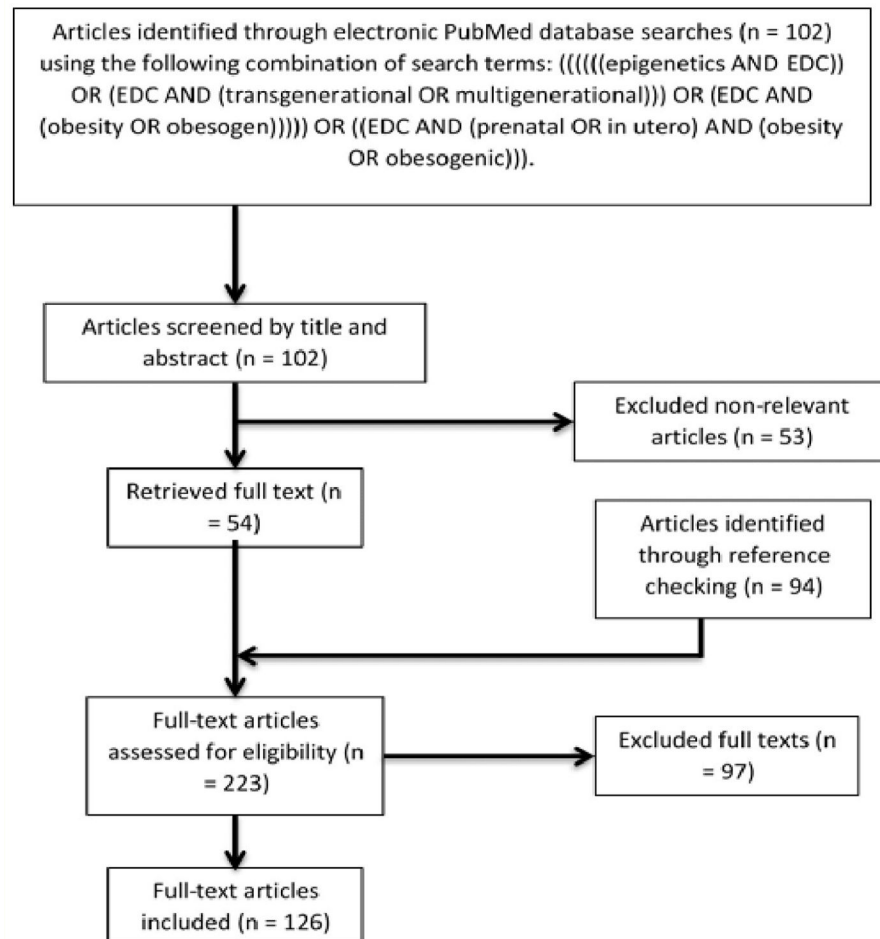 Articles identified through electronic PubMed database searches (n = 102)
using the following combination of search terms: ((((((epigenetics AND EDC))
OR (EDC AND (transgenerational OR multigenerational))) OR (EDC AND
(obesity OR obesogen))))) OR ((EDC AND (prenatal OR in utero) AND (obesity
OR obesogenic))).
Articles screened by title and
abstract (n = 102)
Excluded non-relevant
articles (n = 53)
Retrieved full text (n
= 54)
Articles identified
through reference
checking (n = 94)
Full-text articles
assessed for eligibility (n
= 223)
Excluded full texts (n
= 97)
Full-text articles
included (n = 126)